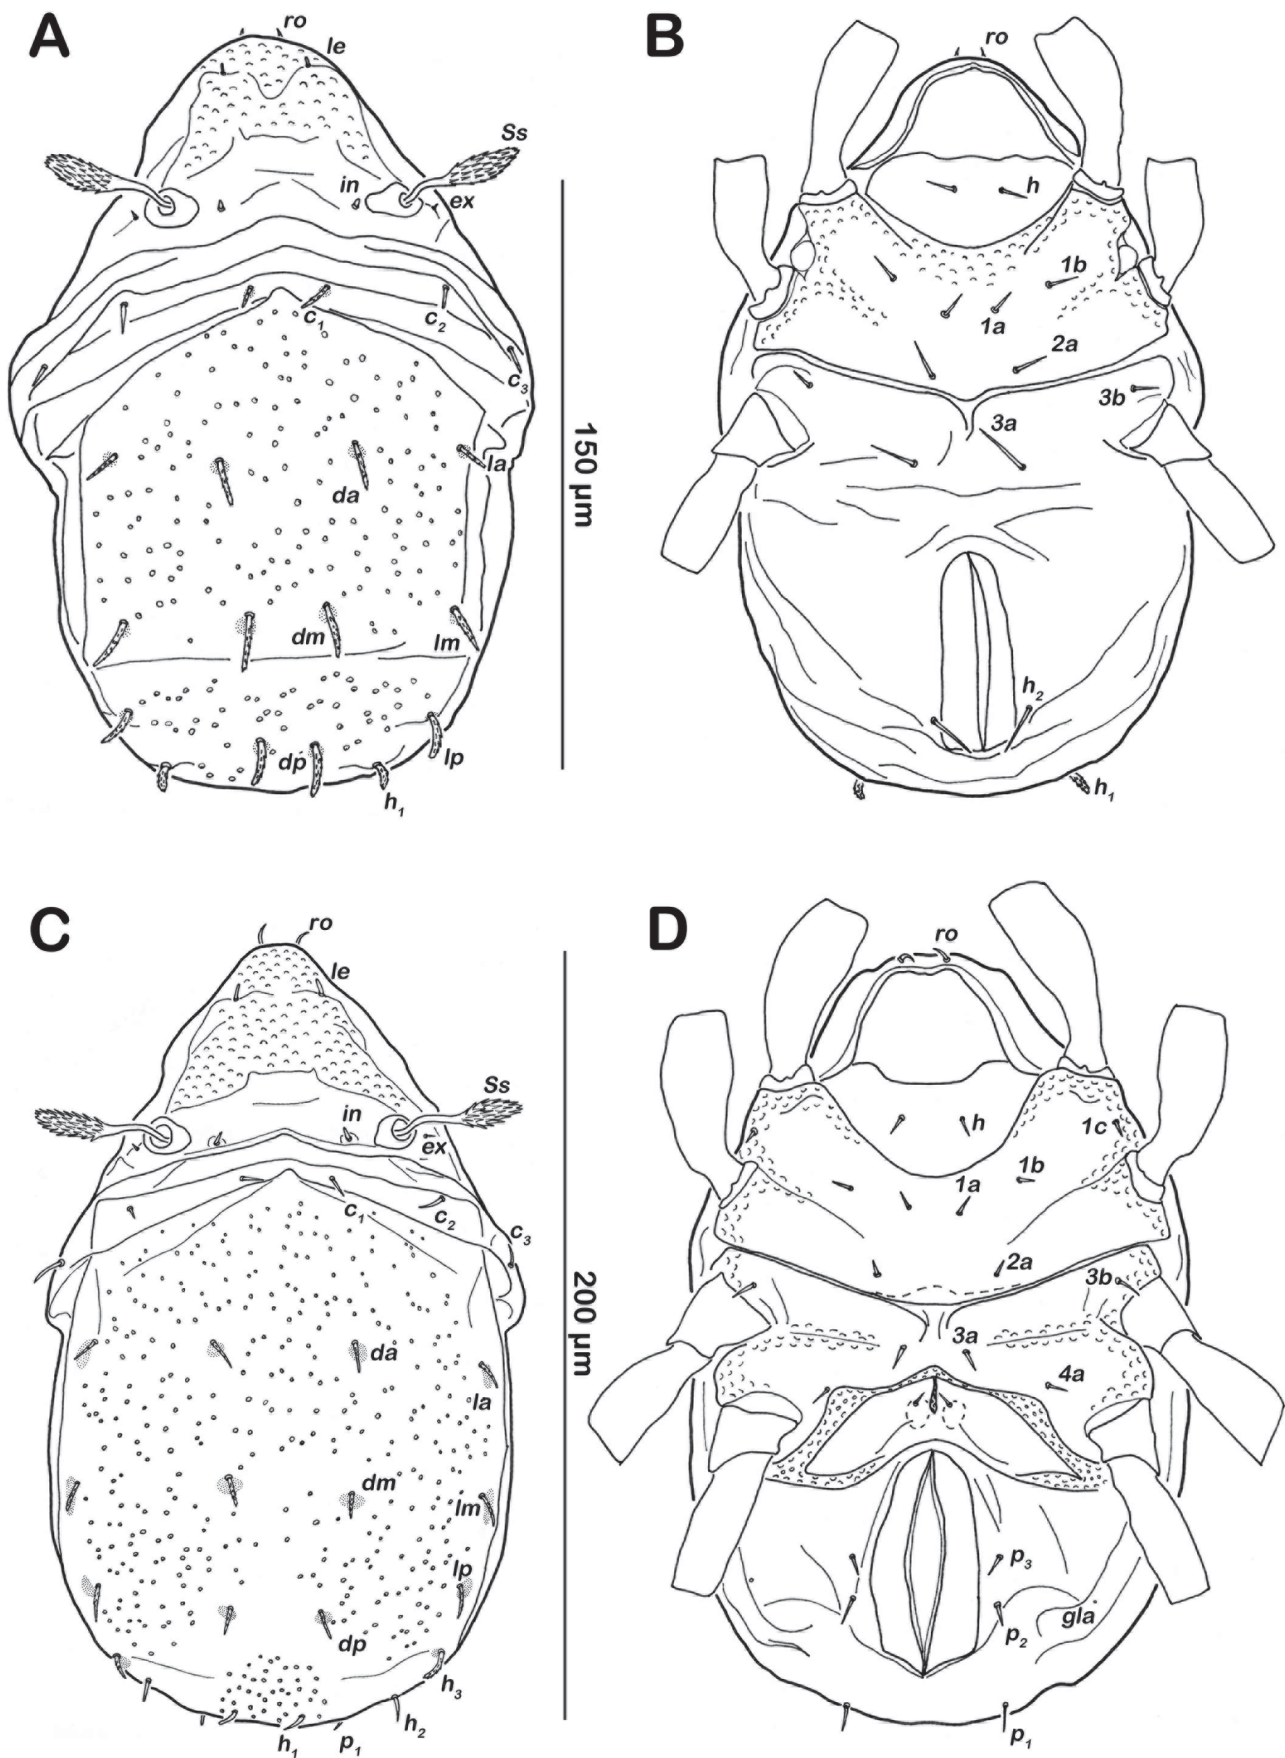 A
ro
le
Ss
in
ex
c1
c2
c3
la
da
dm
lm
dp
lp
h1
150 µm
B
ro
h
1b
1a
2a
3b
3a
h2
h1
C
ro
le
Ss
in
ex
c1
c2
c3
da
la
dm
lm
lp
dp
h3
h2
h1
p1
200 µm
D
ro
h
1c
1b
1a
2a
3b
3a
4a
p3
p2
gla
p1